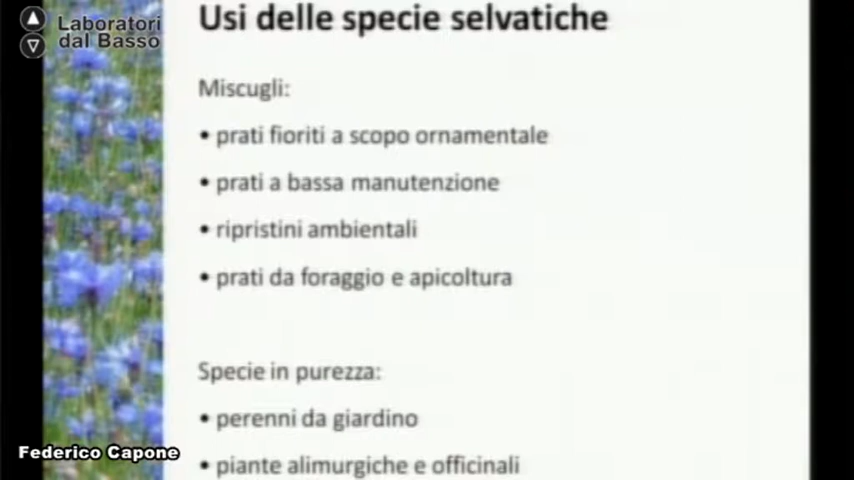 Laboratori
dal Basso
Usi delle specie selvatiche
Miscugli:
• prati fioriti a scopo ornamentale
• prati a bassa manutenzione
• ripristini ambientali
• prati da foraggio e apicoltura
Specie in purezza:
• perenni da giardino
• piante alimurgiche e officinali
Federico Capone